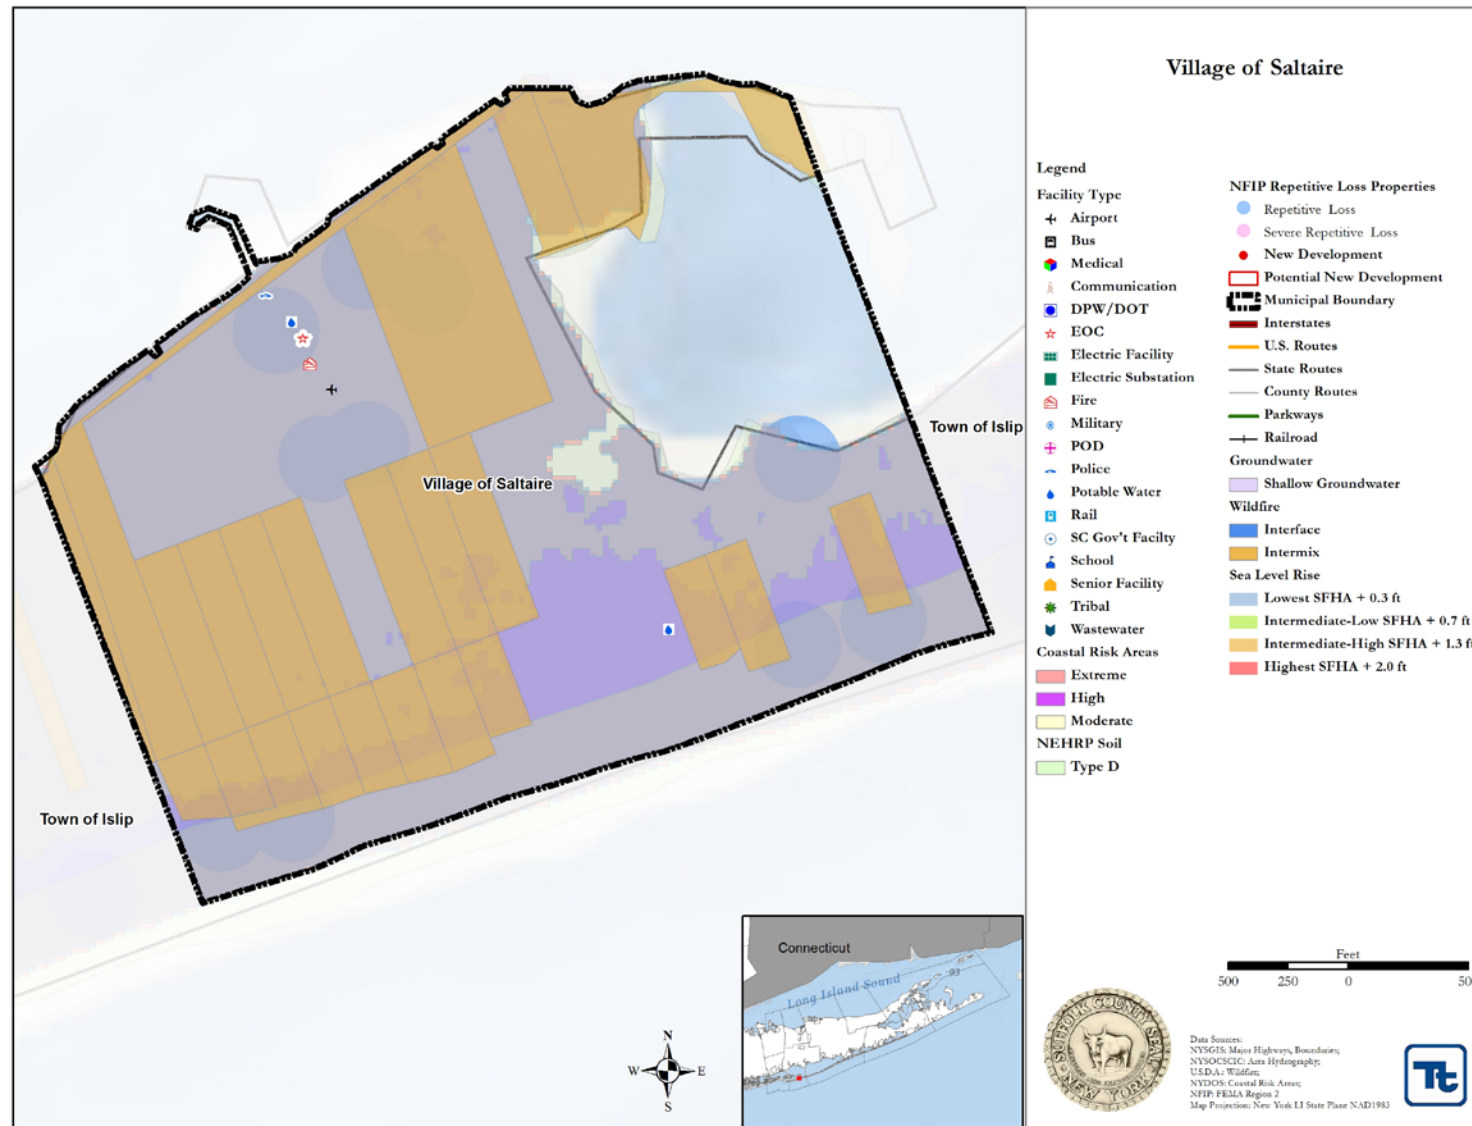 Village of Saltaire
Legend
Facility Type
Airport
Bus
Medical
Communication
DPW/DOT
EOC
Electric Facility
Electric Substation
Fire
Military
POD
Police
Potable Water
Rail
SC Gov't Facilty
School
Senior Facility
Tribal
Wastewater
Coastal Risk Areas
Extreme
High
Moderate
NEHRP Soil
Type D
NFIP Repetitive Loss Properties
Repetitive Loss
Severe Repetitive Loss
New Development
Potential New Development
Municipal Boundary
Interstates
U.S. Routes
State Routes
County Routes
Parkways
Railroad
Groundwater
Shallow Groundwater
Wildfire
Interface
Intermix
Sea Level Rise
Lowest SFHA + 0.3 ft
Intermediate-Low SFHA + 0.7 ft
Intermediate-High SFHA + 1.3 ft
Highest SFHA + 2.0 ft
Town of Islip
Village of Saltaire
Town of Islip
Connecticut
Long Island Sound
N
W E
S
Feet
500 250 0 500
SUFFOLK COUNTY SEAL
NEW YORK
Data Sources:
NYSGIS: Major Highways, Boundaries;
NYSOCSCIC: Area Hydrography;
U.S.D.A.: Wildfire;
NYDOS: Coastal Risk Areas;
NFIP: FEMA Region 2
Map Projection: New York LI State Plane NAD1983
Tt